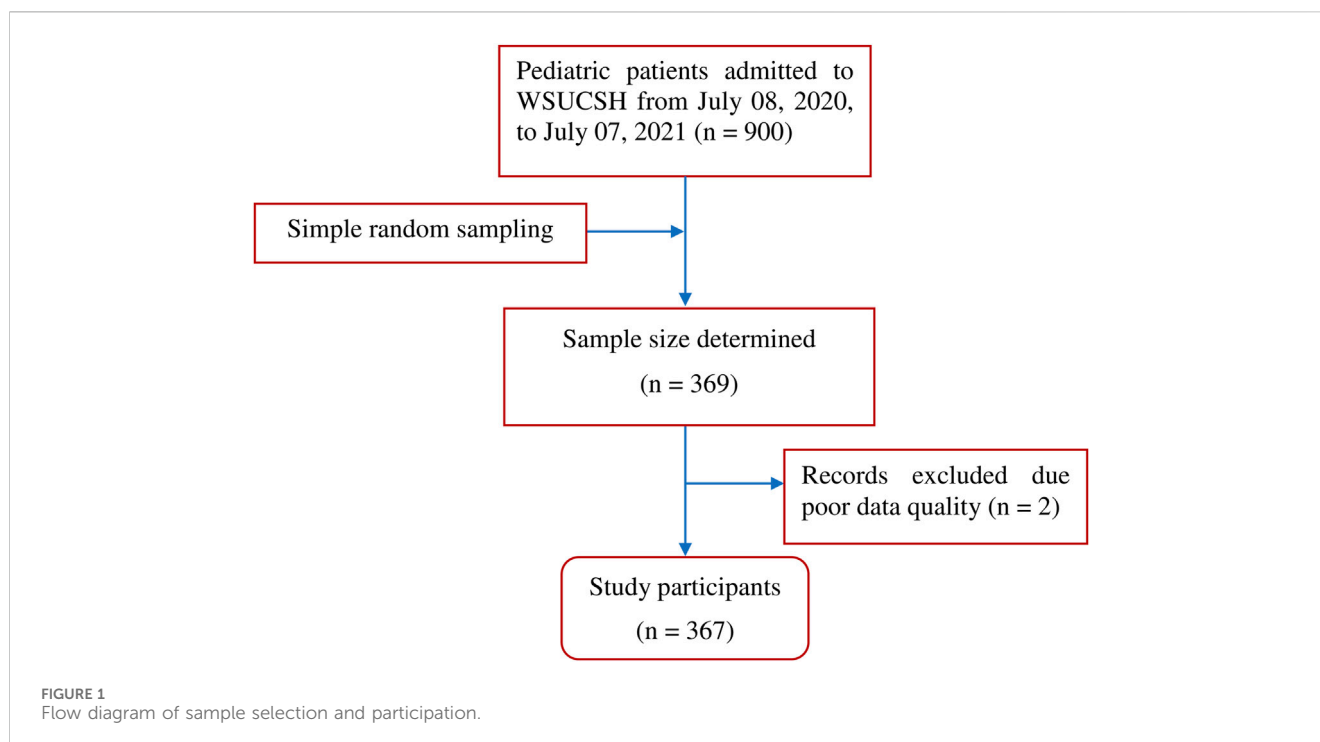 Pediatric patients admitted to
WSUCSH from July 08, 2020,
to July 07, 2021 (n = 900)
Simple random sampling
Sample size determined
(n = 369)
Records excluded due
poor data quality (n = 2)
Study participants
(n = 367)
FIGURE 1
Flow diagram of sample selection and participation.